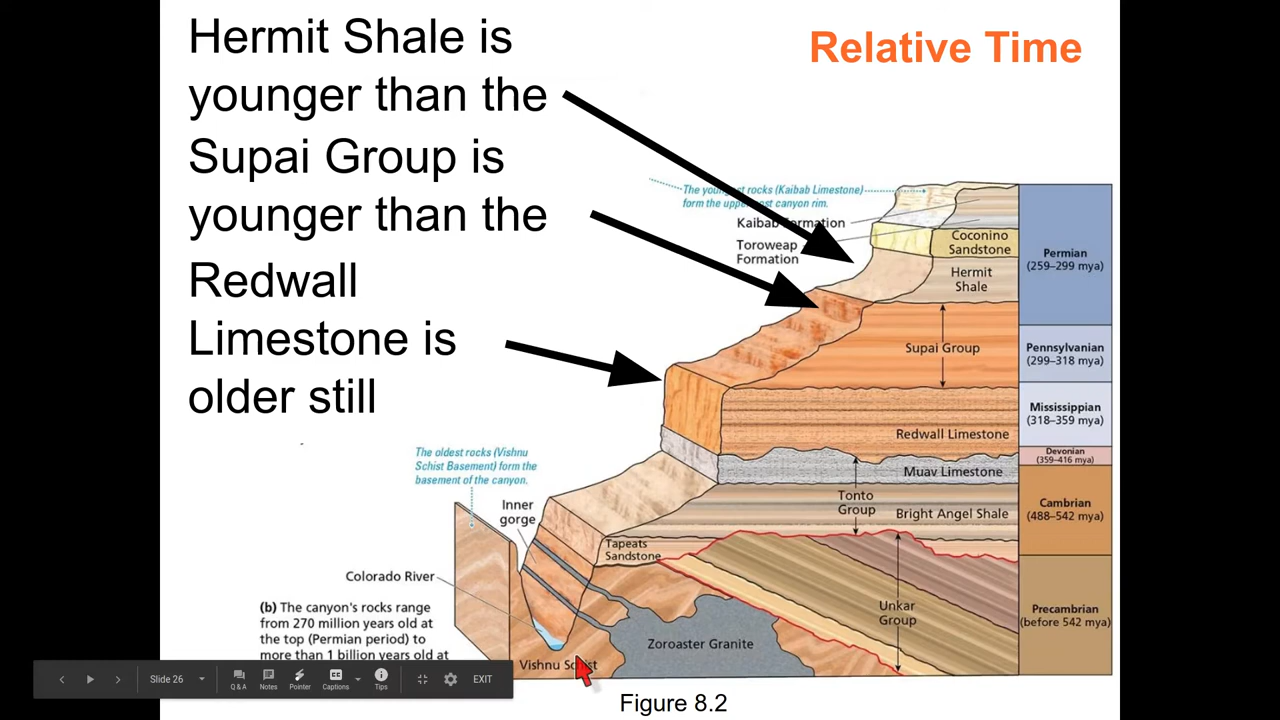 Hermit Shale is
younger than the
Supai Group is
younger than the
Redwall
Limestone is
older still
Relative Time
The youngest rocks (Kaibab Limestone)
form the uppermost canyon rim.
Kaibab Formation
Toroweap
Formation
Coconino
Sandstone
Hermit
Shale
Supai Group
Redwall Limestone
Muav Limestone
Tonto
Group
Bright Angel Shale
Tapeats
Sandstone
Unkar
Group
Zoroaster Granite
Vishnu Schist
Permian
(259–299 mya)
Pennsylvanian
(299–318 mya)
Mississippian
(318–359 mya)
Devonian
(359–416 mya)
Cambrian
(488–542 mya)
Precambrian
(before 542 mya)
The oldest rocks (Vishnu
Schist Basement) form the
basement of the canyon.
Inner
gorge
Colorado River
(b) The canyon's rocks range
from 270 million years old at
the top (Permian period) to
more than 1 billion years old at
Slide 26
Q & A
Notes
Pointer
Captions
Tips
EXIT
Figure 8.2